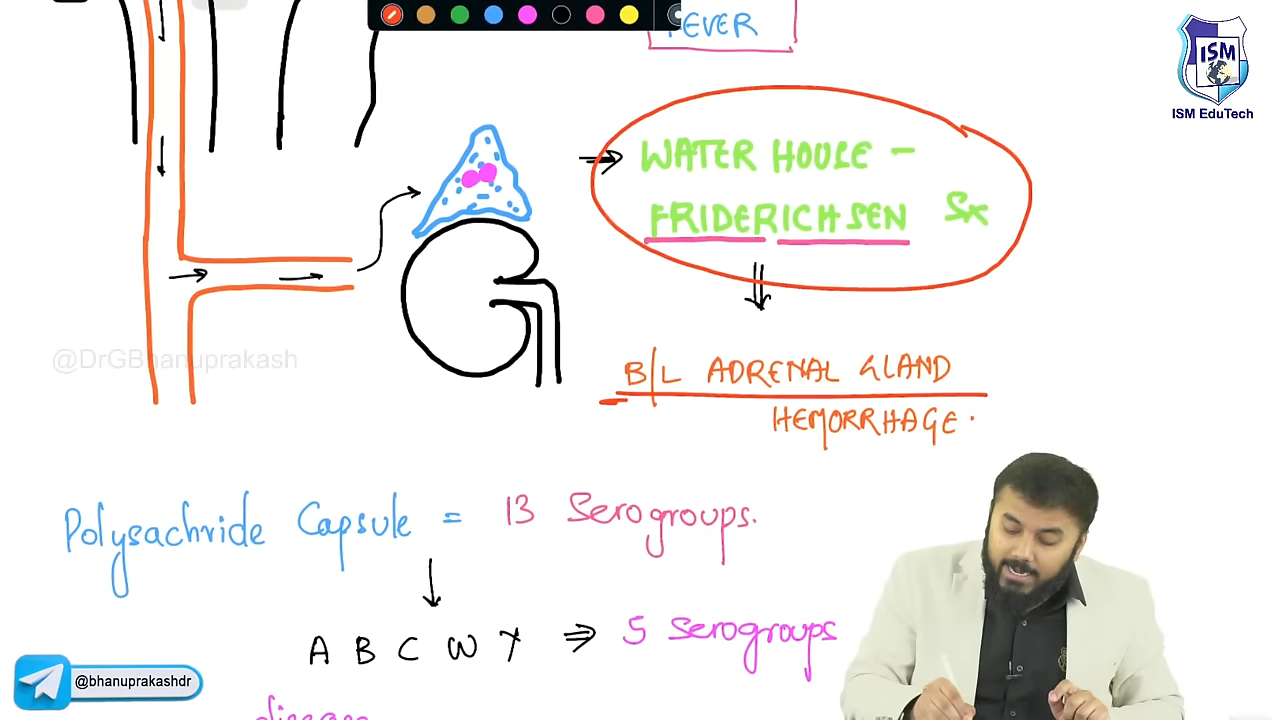 FEVER
ISM
ISM EduTech
WATER HOUSE -
FRIDERICHSEN Sx
B/L ADRENAL GLAND
HEMORRHAGE.
@DrGBhanuprakash
Polysachride Capsule = 13 Serogroups.
A B C W Y ⇒ 5 Serogroups
@bhanuprakashdr
disease